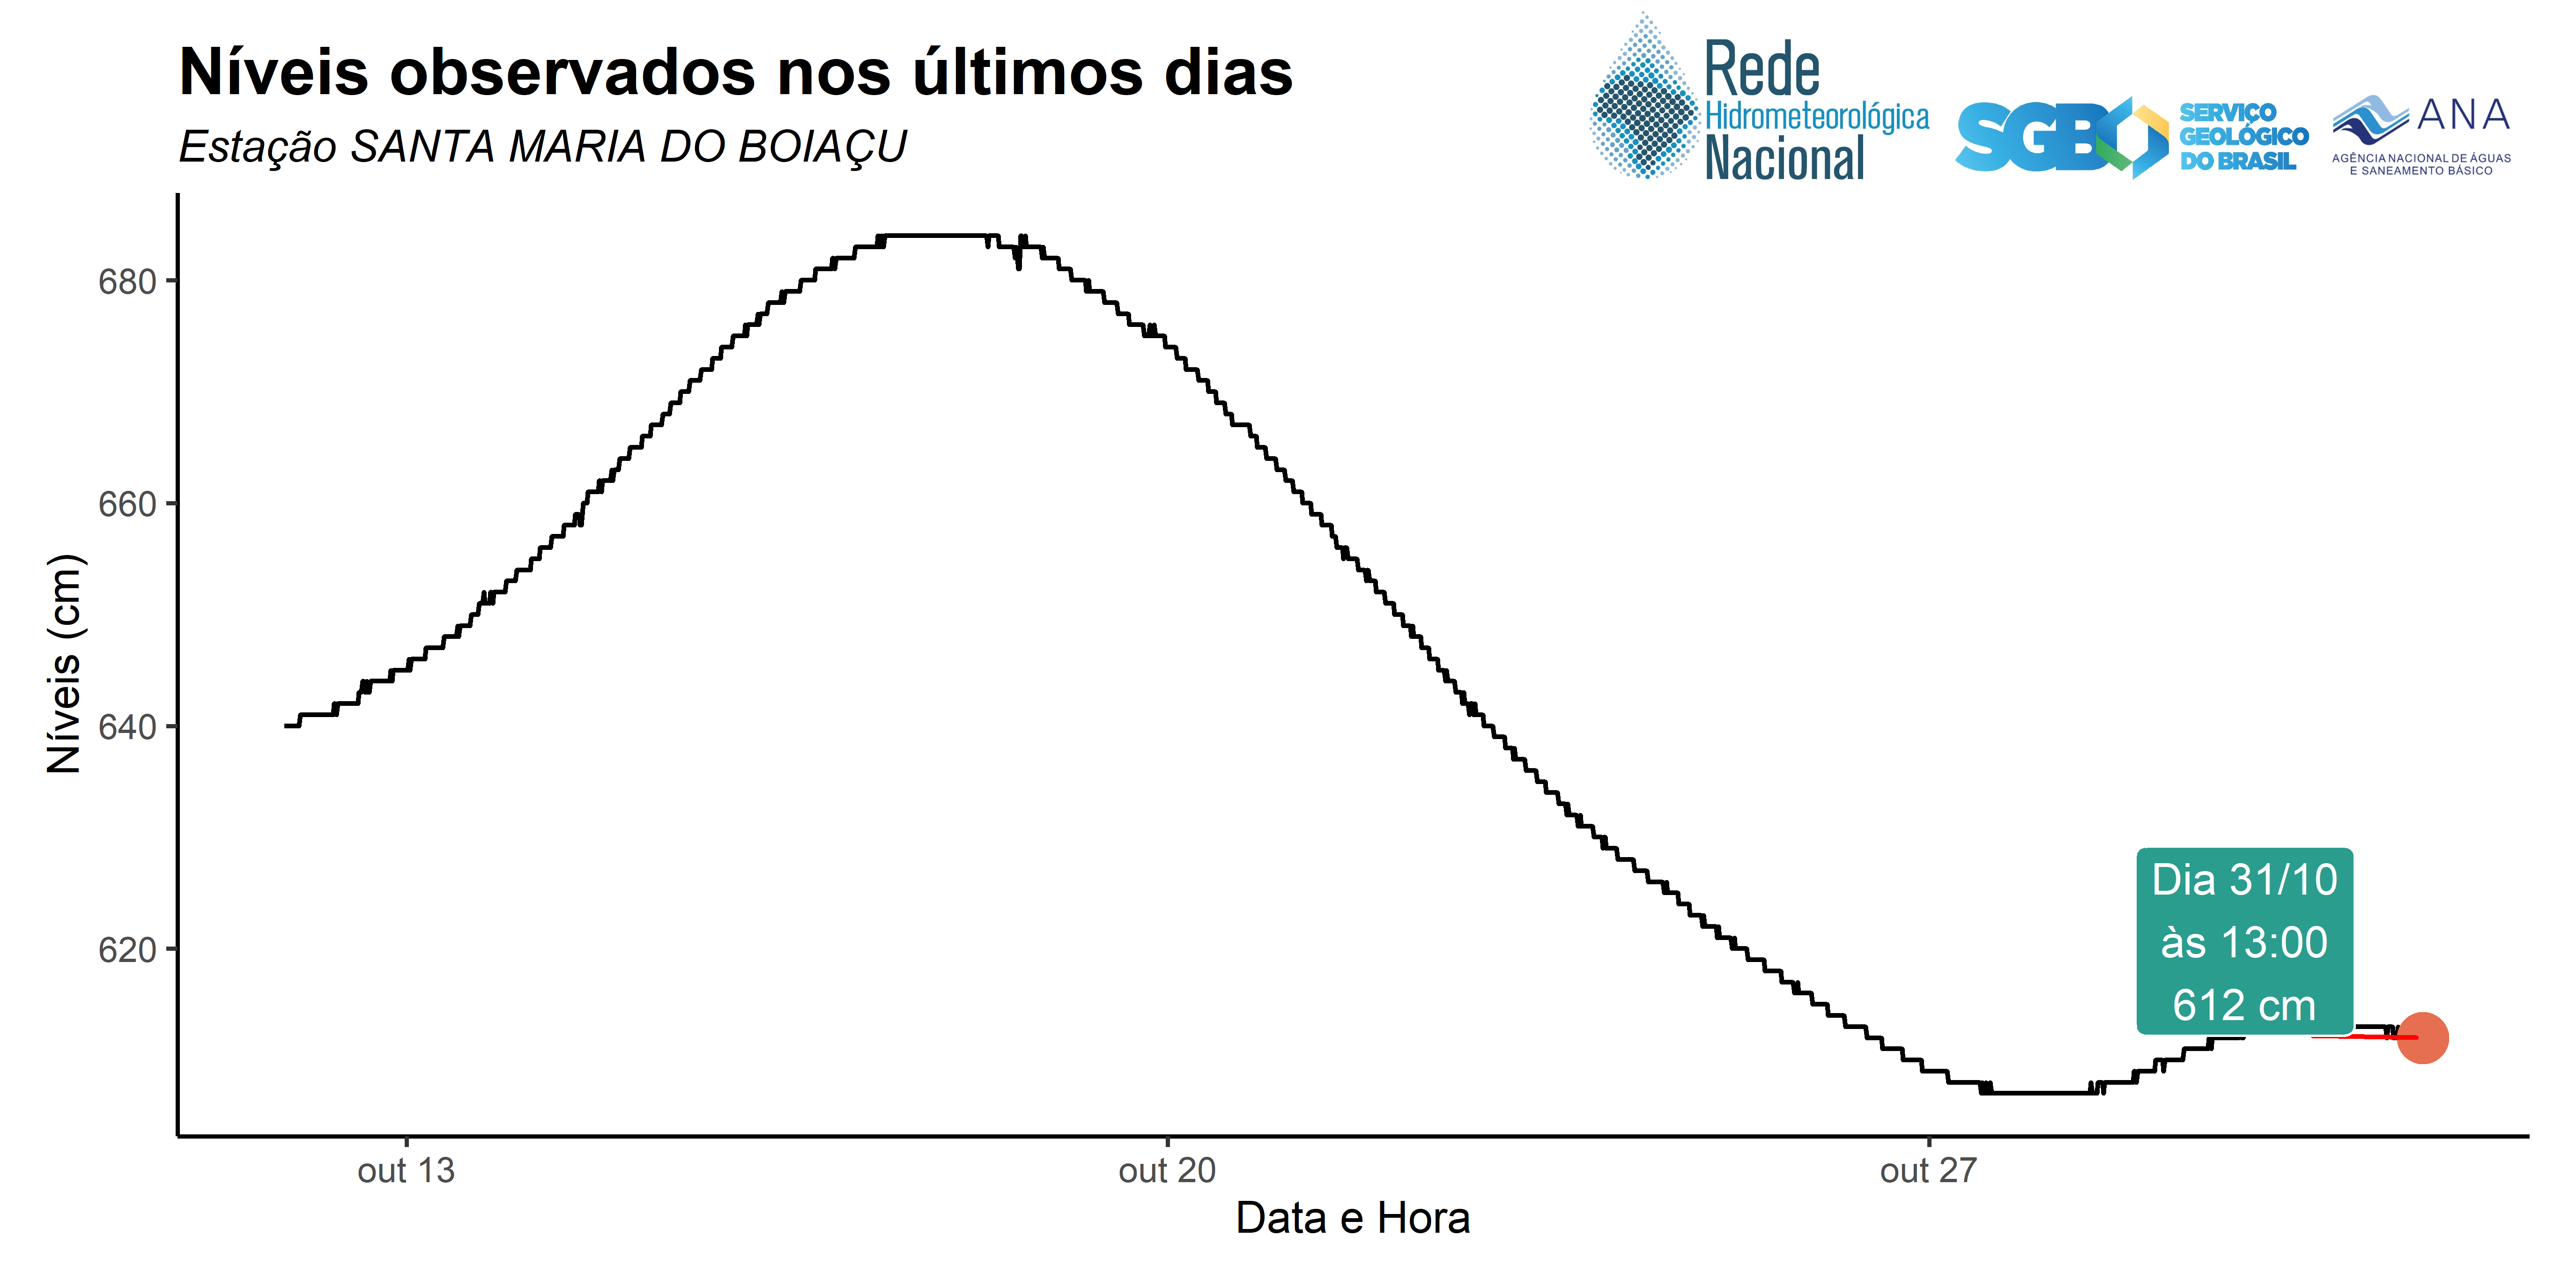 Níveis observados nos últimos dias
Estação SANTA MARIA DO BOIAÇU
Rede
Hidrometeorológica
Nacional
SGB
SERVIÇO
GEOLÓGICO
DO BRASIL
ANA
AGÊNCIA NACIONAL DE ÁGUAS
E SANEAMENTO BÁSICO
Níveis (cm)
680
660
640
620
Dia 31/10
às 13:00
612 cm
out 13
out 20
out 27
Data e Hora